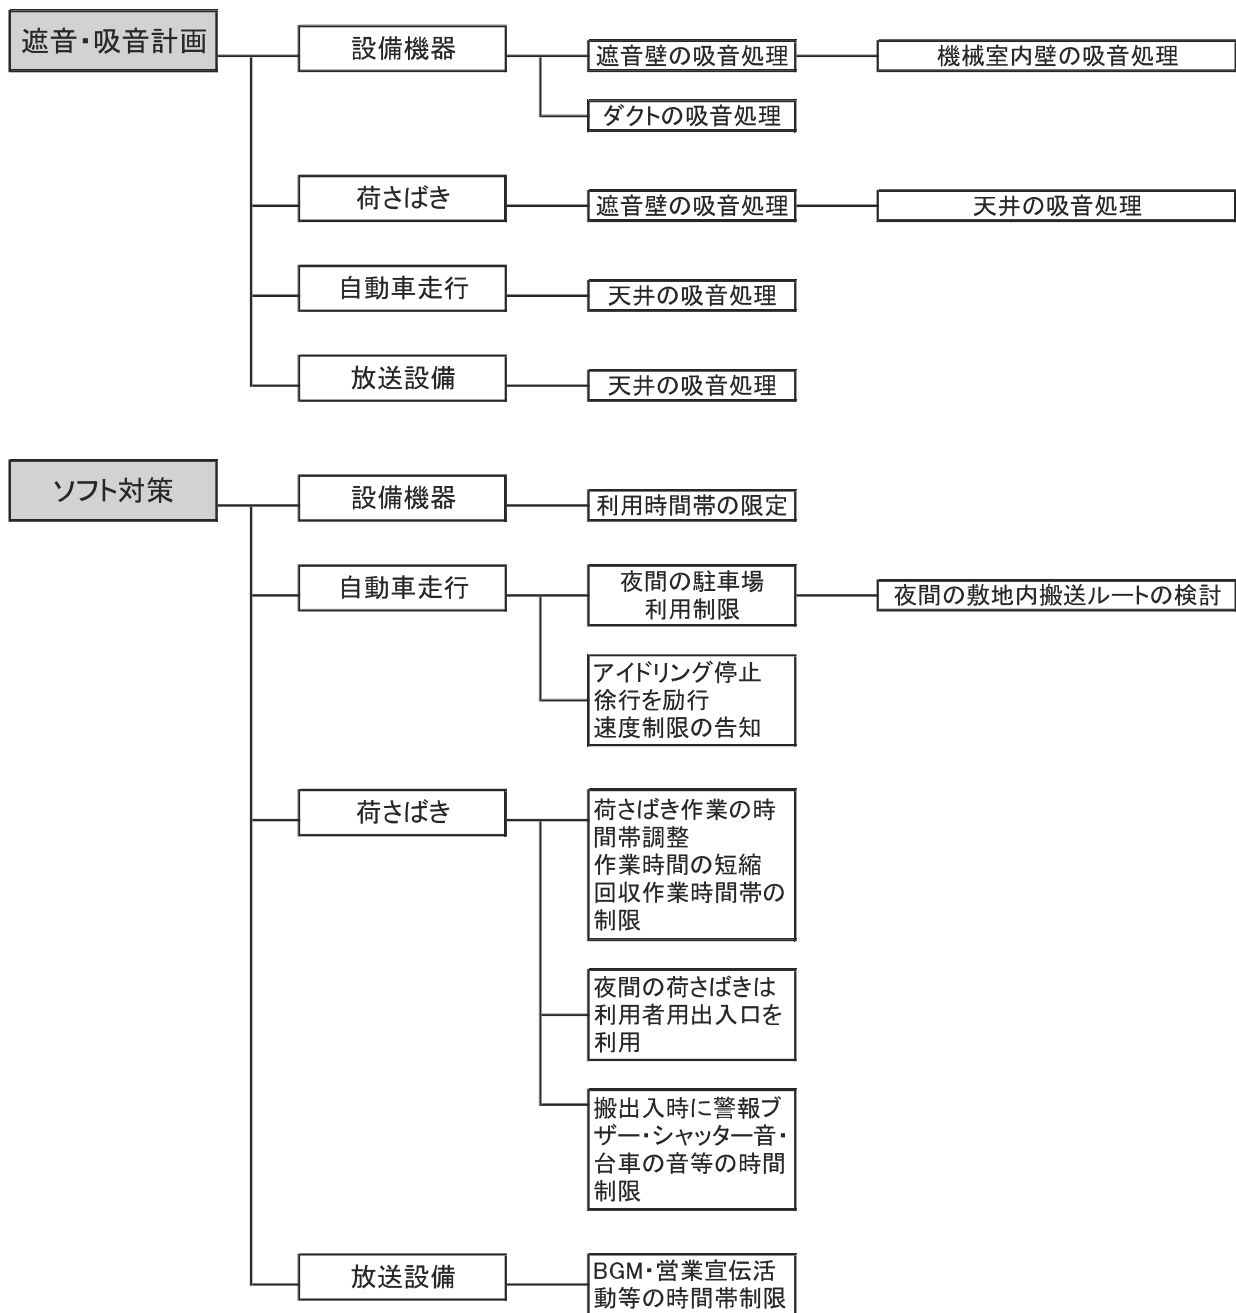 遮音・吸音計画
設備機器
遮音壁の吸音処理
機械室内壁の吸音処理
ダクトの吸音処理
荷さばき
遮音壁の吸音処理
天井の吸音処理
自動車走行
天井の吸音処理
放送設備
天井の吸音処理
ソフト対策
設備機器
利用時間帯の限定
自動車走行
夜間の駐車場
利用制限
夜間の敷地内搬送ルートの検討
アイドリング停止
徐行を励行
速度制限の告知
荷さばき
荷さばき作業の時
間帯調整
作業時間の短縮
回収作業時間帯の
制限
夜間の荷さばきは
利用者用出入口を
利用
搬出入時に警報ブ
ザー・シャッター音・
台車の音等の時間
制限
放送設備
BGM・営業宣伝活
動等の時間帯制限